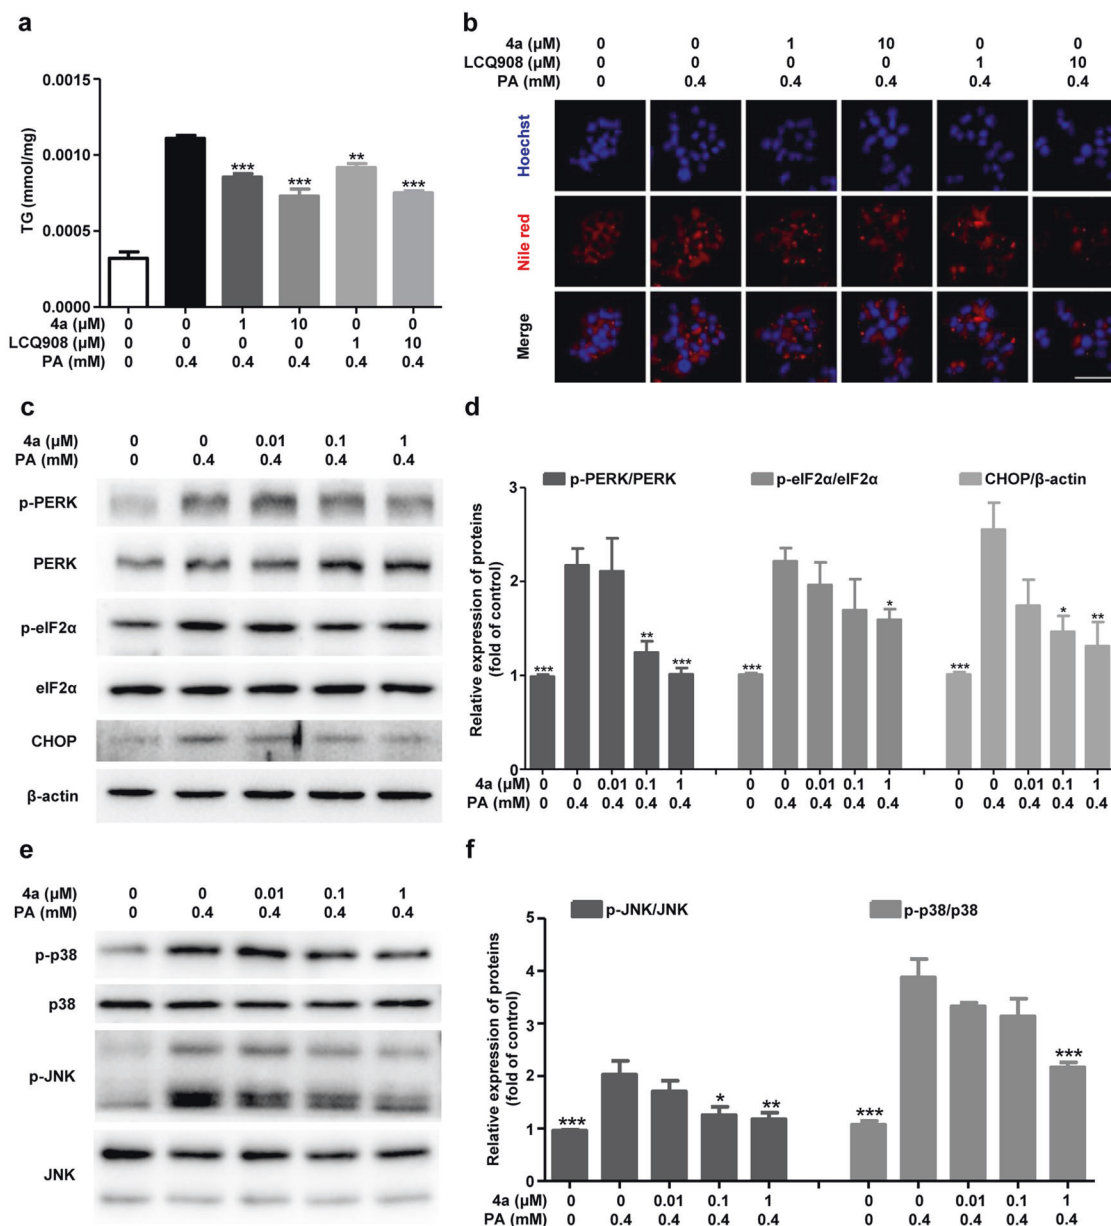 a
TG (mmol/mg)
0.0015
0.0010
0.0005
0.0000
*** *** ** ***
4a (μM) 0 0 1 10 0 0
LCQ908 (μM) 0 0 0 0 1 10
PA (mM) 0 0.4 0.4 0.4 0.4 0.4
b
4a (μM) 0 0 1 10 0 0
LCQ908 (μM) 0 0 0 0 1 10
PA (mM) 0 0.4 0.4 0.4 0.4 0.4
Hoechst
Nile red
Merge
c
4a (μM) 0 0 0.01 0.1 1
PA (mM) 0 0.4 0.4 0.4 0.4
p-PERK
PERK
p-eIF2α
eIF2α
CHOP
β-actin
d
p-PERK/PERK p-eIF2α/eIF2α CHOP/β-actin
Relative expression of proteins
(fold of control)
3
2
1
0
*** ** *** *** * *** * **
4a (μM) 0 0 0.01 0.1 1 0 0 0.01 0.1 1 0 0 0.01 0.1 1
PA (mM) 0 0.4 0.4 0.4 0.4 0 0.4 0.4 0.4 0.4 0 0.4 0.4 0.4 0.4
e
4a (μM) 0 0 0.01 0.1 1
PA (mM) 0 0.4 0.4 0.4 0.4
p-p38
p38
p-JNK
JNK
f
p-JNK/JNK p-p38/p38
Relative expression of proteins
(fold of control)
5
4
3
2
1
0
*** * ** *** ***
4a (μM) 0 0 0.01 0.1 1 0 0 0.01 0.1 1
PA (mM) 0 0.4 0.4 0.4 0.4 0 0.4 0.4 0.4 0.4